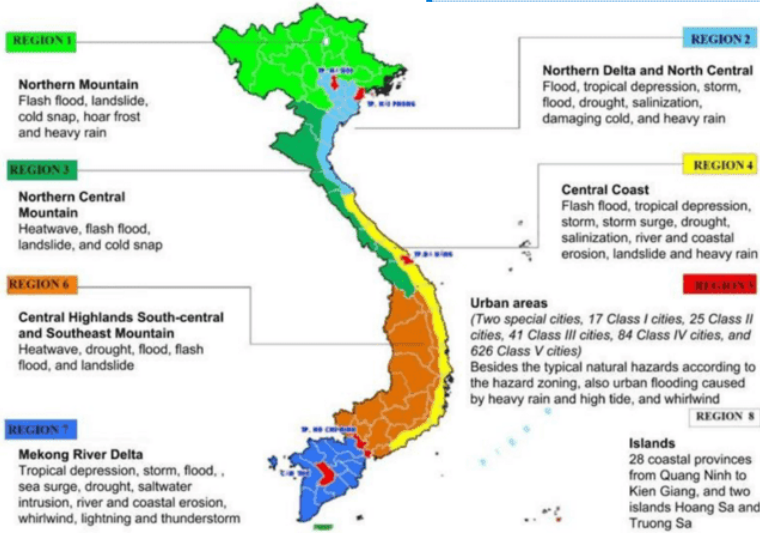 REGION 1
Northern Mountain
Flash flood, landslide,
cold snap, hoar frost
and heavy rain
REGION 2
Northern Delta and North Central
Flood, tropical depression, storm,
flood, drought, salinization,
damaging cold, and heavy rain
TP. HAI PHONG
REGION 3
Northern Central
Mountain
Heatwave, flash flood,
landslide, and cold snap
REGION 4
Central Coast
Flash flood, tropical depression,
storm, storm surge, drought,
salinization, river and coastal
erosion, landslide and heavy rain
REGION 5
Urban areas
(Two special cities, 17 Class I cities, 25 Class II
cities, 41 Class III cities, 84 Class IV cities, and
626 Class V cities)
Besides the typical natural hazards according to
the hazard zoning, also urban flooding caused
by heavy rain and high tide, and whirlwind
REGION 6
Central Highlands South-central
and Southeast Mountain
Heatwave, drought, flood, flash
flood, and landslide
REGION 7
TP. HO CHI MINH
Mekong River Delta
Tropical depression, storm, flood, ,
sea surge, drought, saltwater
intrusion, river and coastal erosion,
whirlwind, lightning and thunderstorm
REGION 8
Islands
28 coastal provinces
from Quang Ninh to
Kien Giang, and two
islands Hoang Sa and
Truong Sa